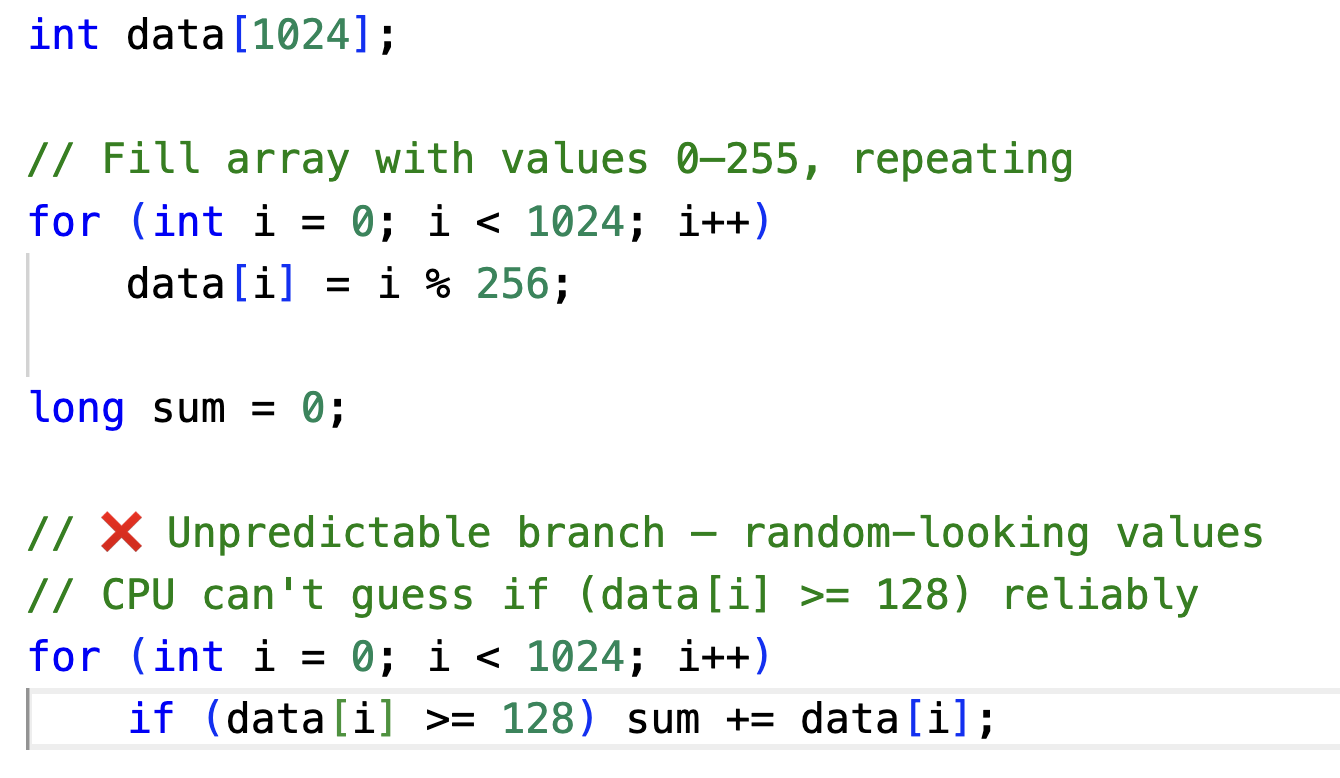 int data[1024];
// Fill array with values 0–255, repeating
for (int i = 0; i < 1024; i++)
    data[i] = i % 256;
long sum = 0;
// ❌ Unpredictable branch — random-looking values
// CPU can't guess if (data[i] >= 128) reliably
for (int i = 0; i < 1024; i++)
    if (data[i] >= 128) sum += data[i];